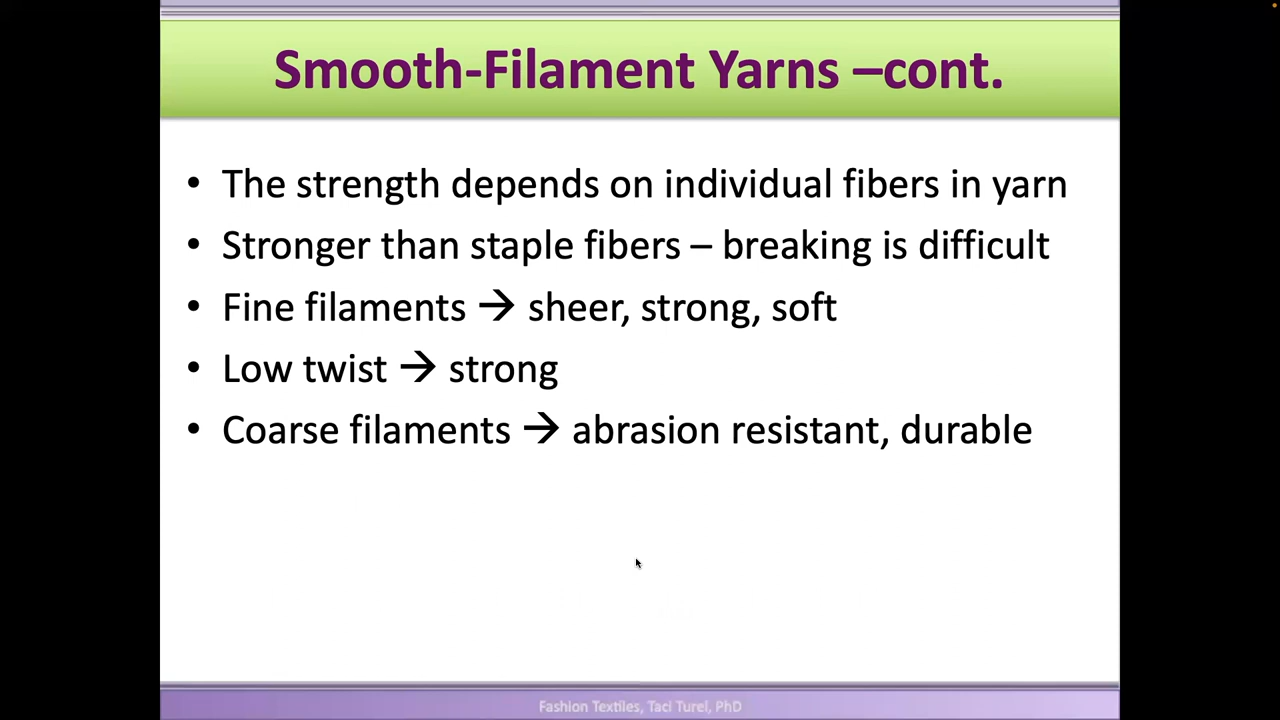 Smooth-Filament Yarns –cont.
• The strength depends on individual fibers in yarn
• Stronger than staple fibers – breaking is difficult
• Fine filaments → sheer, strong, soft
• Low twist → strong
• Coarse filaments → abrasion resistant, durable
Fashion Textiles, Taci Turel, PhD